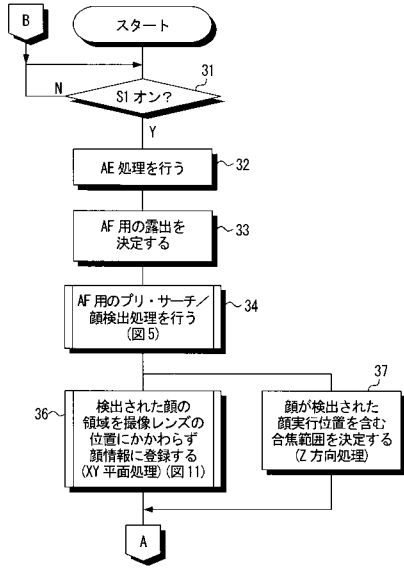 B
スタート
31
N
S1 オン?
Y
AE 処理を行う
32
AF 用の露出を
決定する
33
AF 用のプリ・サーチ/
顔検出処理を行う
(図5)
34
36
検出された顔の
領域を撮像レンズの
位置にかかわらず
顔情報に登録する
(XY 平面処理) (図11)
37
顔が検出された
顔実行位置を含む
合焦範囲を決定する
(Z 方向処理)
A